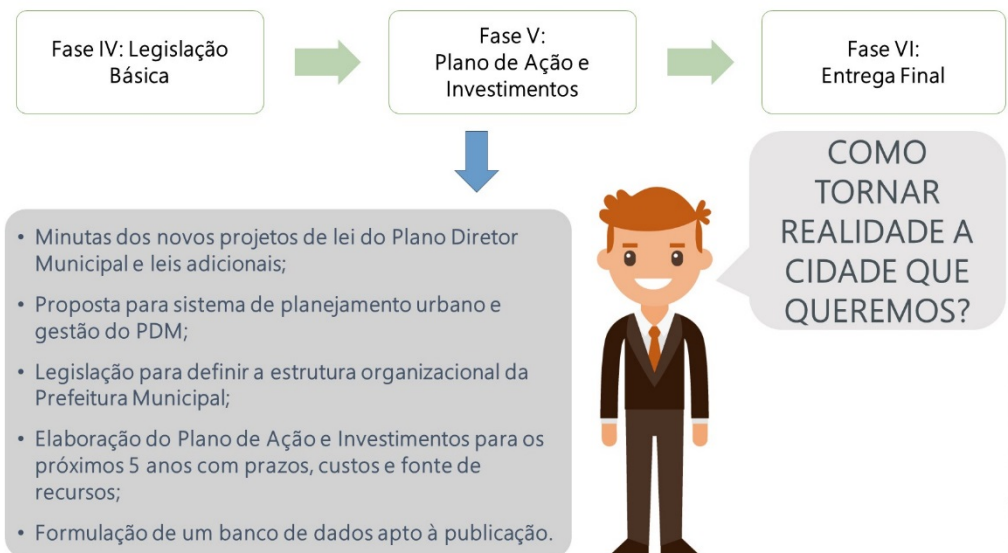 Fase IV: Legislação
Básica
Fase V:
Plano de Ação e
Investimentos
Fase VI:
Entrega Final
COMO
TORNAR
REALIDADE A
CIDADE QUE
QUEREMOS?
• Minutas dos novos projetos de lei do Plano Diretor
Municipal e leis adicionais;
• Proposta para sistema de planejamento urbano e
gestão do PDM;
• Legislação para definir a estrutura organizacional da
Prefeitura Municipal;
• Elaboração do Plano de Ação e Investimentos para os
próximos 5 anos com prazos, custos e fonte de
recursos;
• Formulação de um banco de dados apto à publicação.